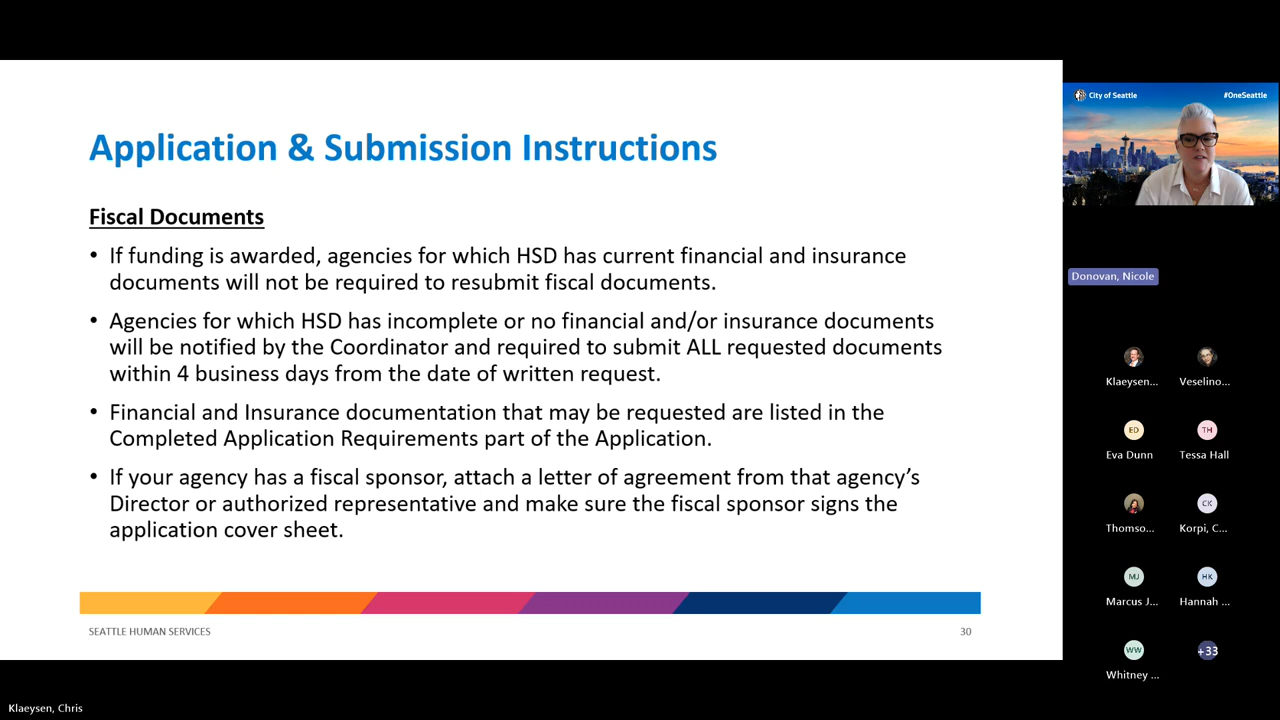 Application & Submission Instructions
Fiscal Documents
• If funding is awarded, agencies for which HSD has current financial and insurance
documents will not be required to resubmit fiscal documents.
• Agencies for which HSD has incomplete or no financial and/or insurance documents
will be notified by the Coordinator and required to submit ALL requested documents
within 4 business days from the date of written request.
• Financial and Insurance documentation that may be requested are listed in the
Completed Application Requirements part of the Application.
• If your agency has a fiscal sponsor, attach a letter of agreement from that agency’s
Director or authorized representative and make sure the fiscal sponsor signs the
application cover sheet.
SEATTLE HUMAN SERVICES
30
City of Seattle
#OneSeattle
Donovan, Nicole
Klaeysen...
Veselino...
ED
TH
Eva Dunn
Tessa Hall
CK
Thomso...
Korpi, C...
MJ
HK
Marcus J...
Hannah ...
WW
+33
Whitney ...
Klaeysen, Chris